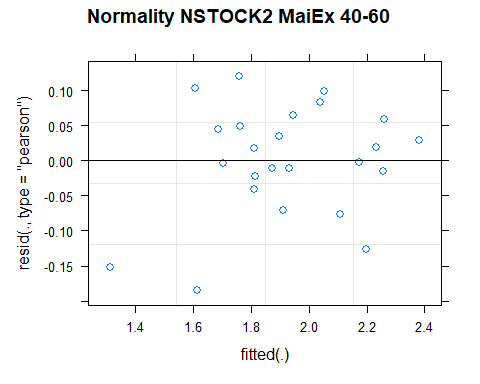 Normality NSTOCK2 MaiEx 40-60
resid(., type = "pearson")
0.10
0.05
0.00
-0.05
-0.10
-0.15
1.4 1.6 1.8 2.0 2.2 2.4
fitted(.)